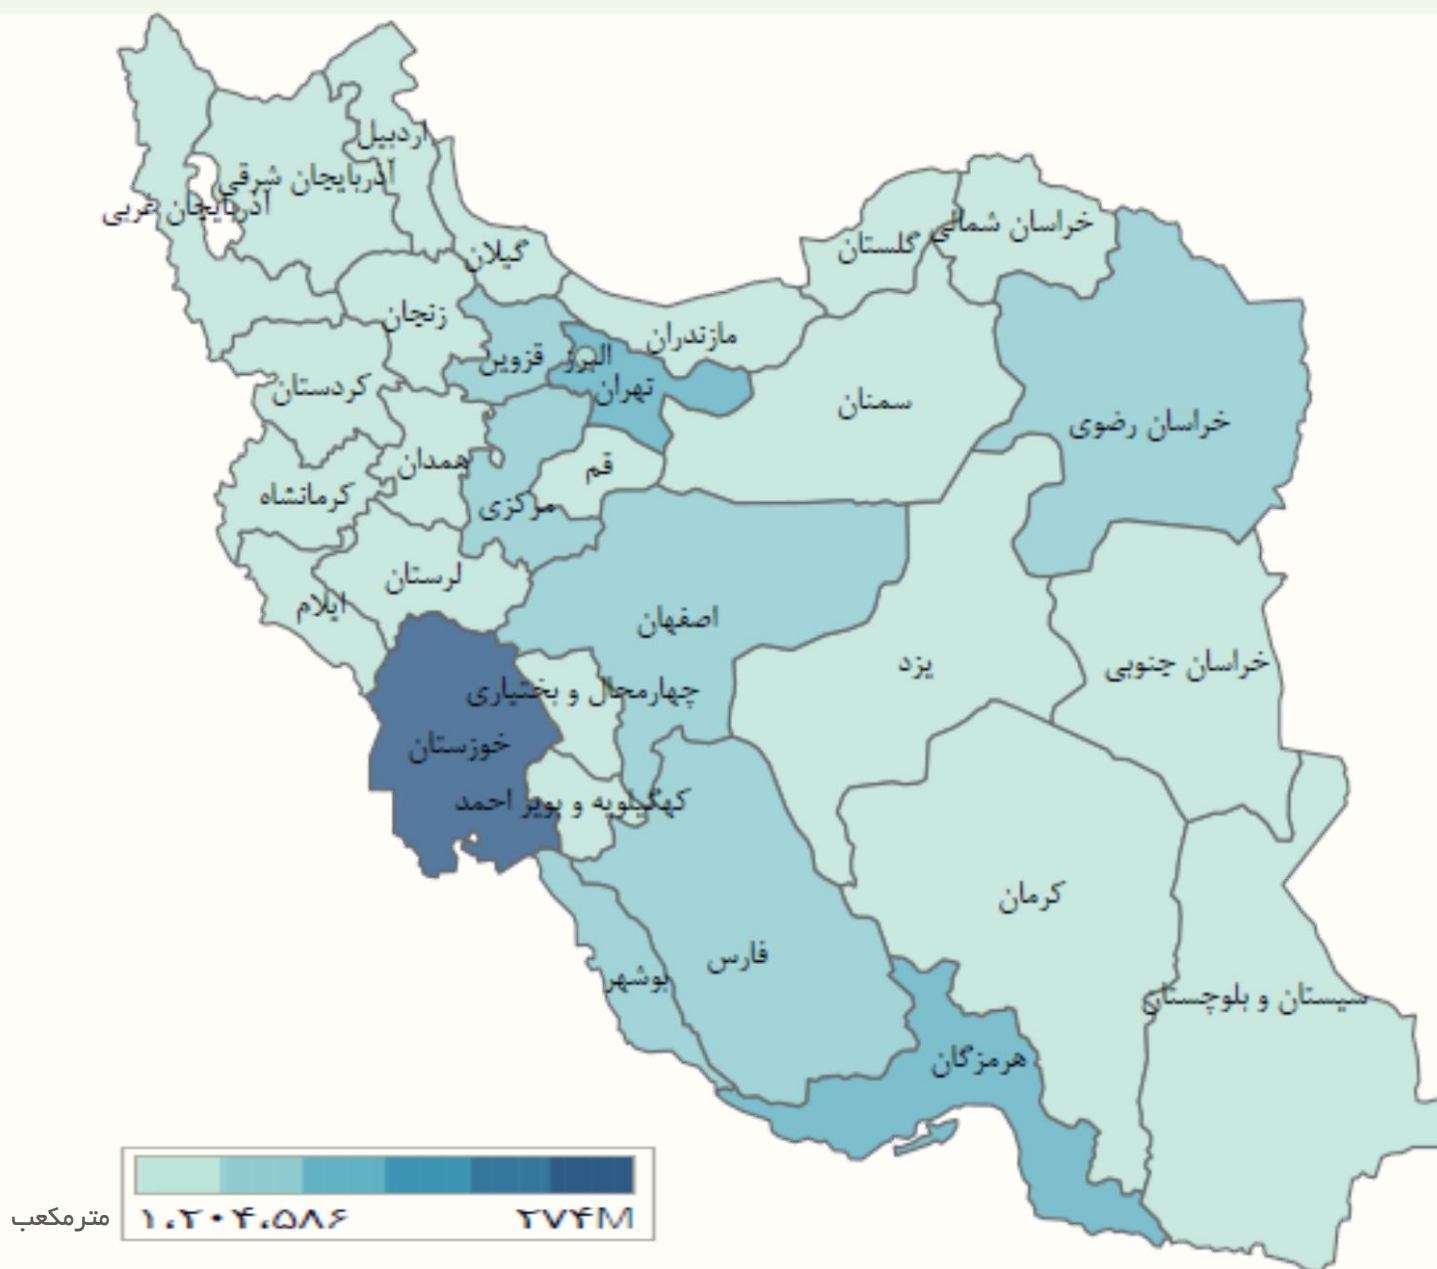 اردبیل
آذربایجان شرقی
آذربایجان غربی
خراسان شمالی
گلستان
گیلان
زنجان
مازندران
البرز
قزوین
تهران
کردستان
سمنان
خراسان رضوی
همدان
قم
کرمانشاه
مرکزی
لرستان
ایلام
اصفهان
یزد
خراسان جنوبی
چهارمحال و بختیاری
خوزستان
کهگیلویه و بویر احمد
کرمان
فارس
بوشهر
سیستان و بلوچستان
هرمزگان
مترمکعب
۱،۲۰۴،۵۸۶
۲۷۴M